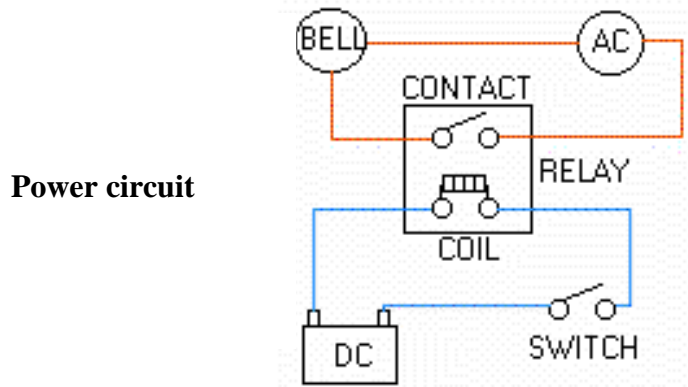 BELL
AC
CONTACT
Power circuit
RELAY
COIL
DC
SWITCH